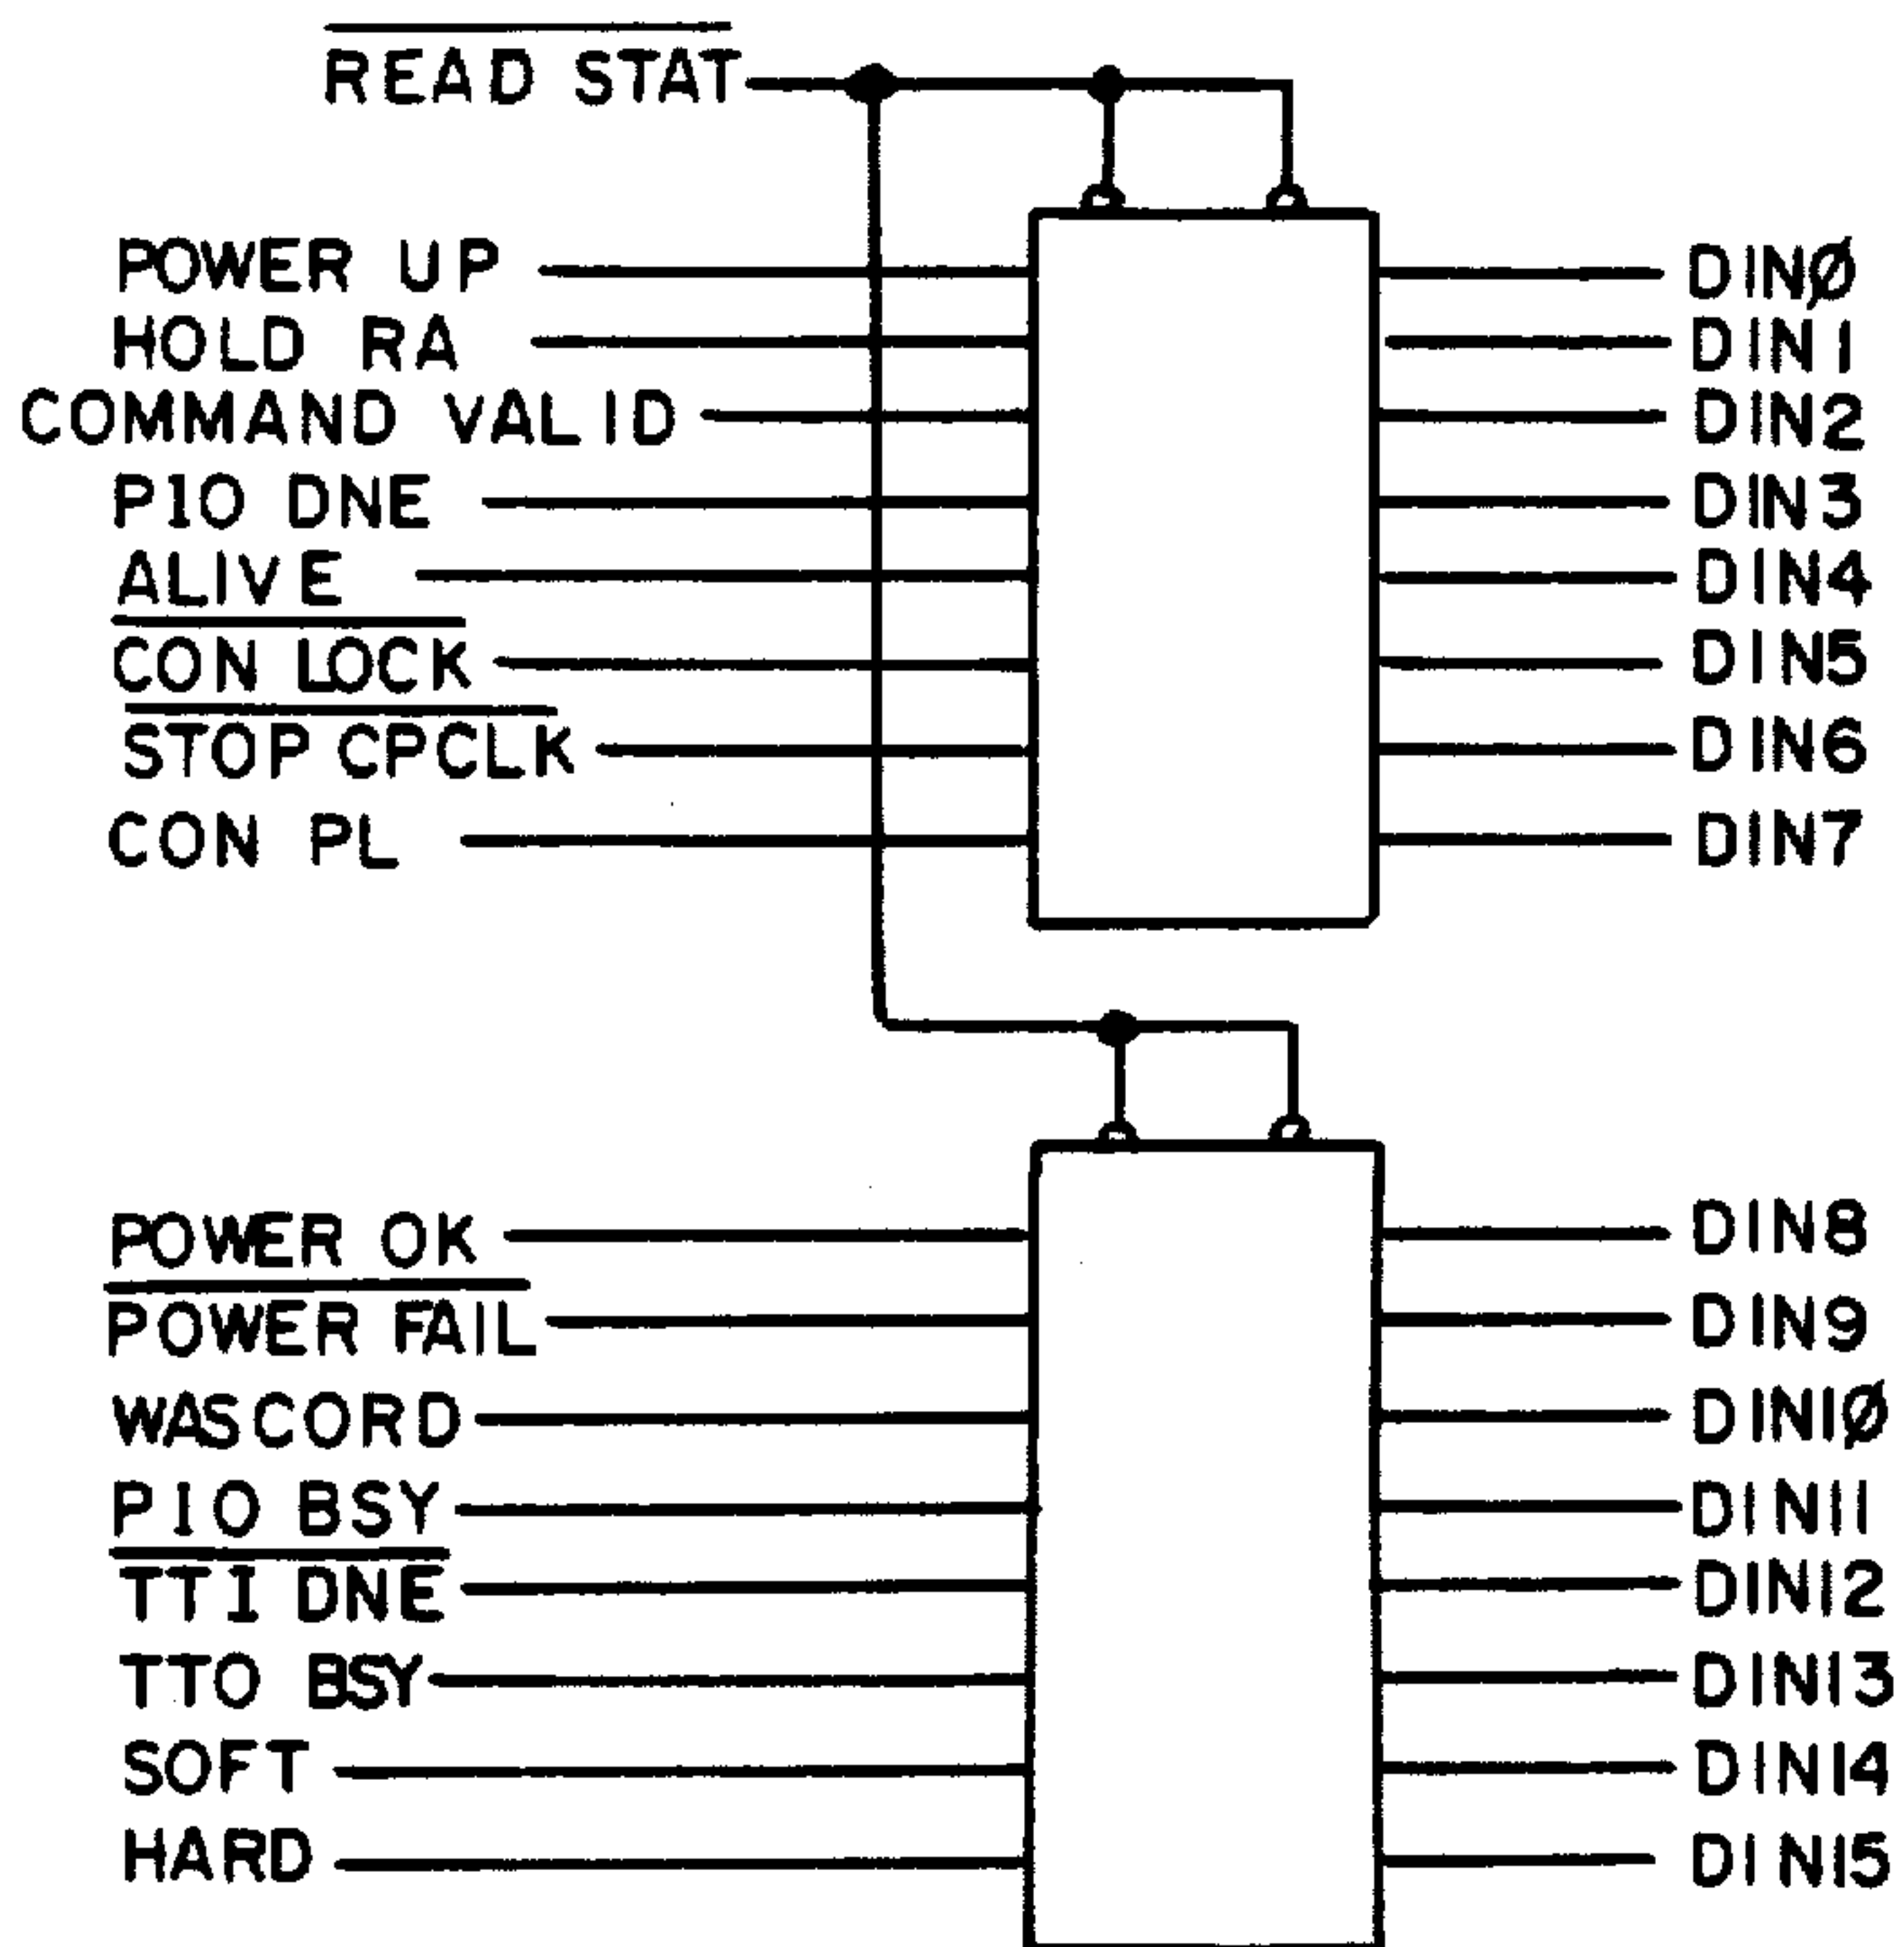 READ STAT
POWER UP DINØ
HOLD RA DIN1
COMMAND VALID DIN2
PIO DNE DIN3
ALIVE DIN4
CON LOCK DIN5
STOP CPCLK DIN6
CON PL DIN7
POWER OK DIN8
POWER FAIL DIN9
WASCORD DIN1Ø
PIO BSY DIN11
TTI DNE DIN12
TTO BSY DIN13
SOFT DIN14
HARD DIN15